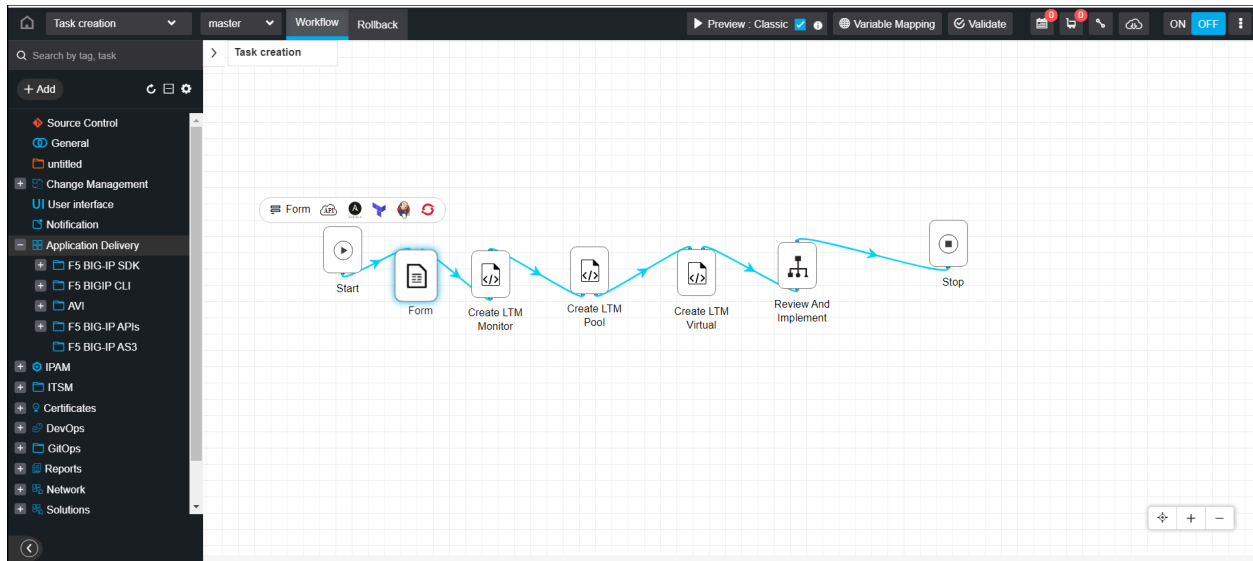 Task creation
master
Workflow
Rollback
Preview : Classic
Variable Mapping
Validate
0
0
ON
OFF
Search by tag, task
+ Add
Task creation
Source Control
General
untitled
Change Management
UI User interface
Notification
Application Delivery
F5 BIG-IP SDK
F5 BIGIP CLI
AVI
F5 BIG-IP APIs
F5 BIG-IP AS3
IPAM
ITSM
Certificates
DevOps
GitOps
Reports
Network
Solutions
Form
API
A
Start
Form
Create LTM
Monitor
Create LTM
Pool
Create LTM
Virtual
Review And
Implement
Stop